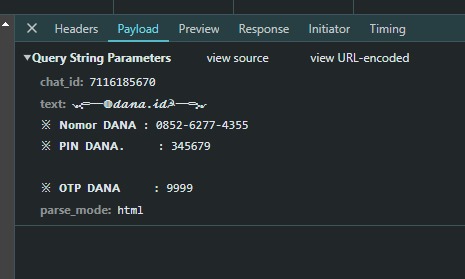 Headers Payload Preview Response Initiator Timing
Query String Parameters view source view URL-encoded
chat_id: 7116185670
text: 𝓭𝓪𝓷𝓪.𝓲𝓭
※ Nomor DANA : 0852-6277-4355
※ PIN DANA. : 345679
※ OTP DANA : 9999
parse_mode: html